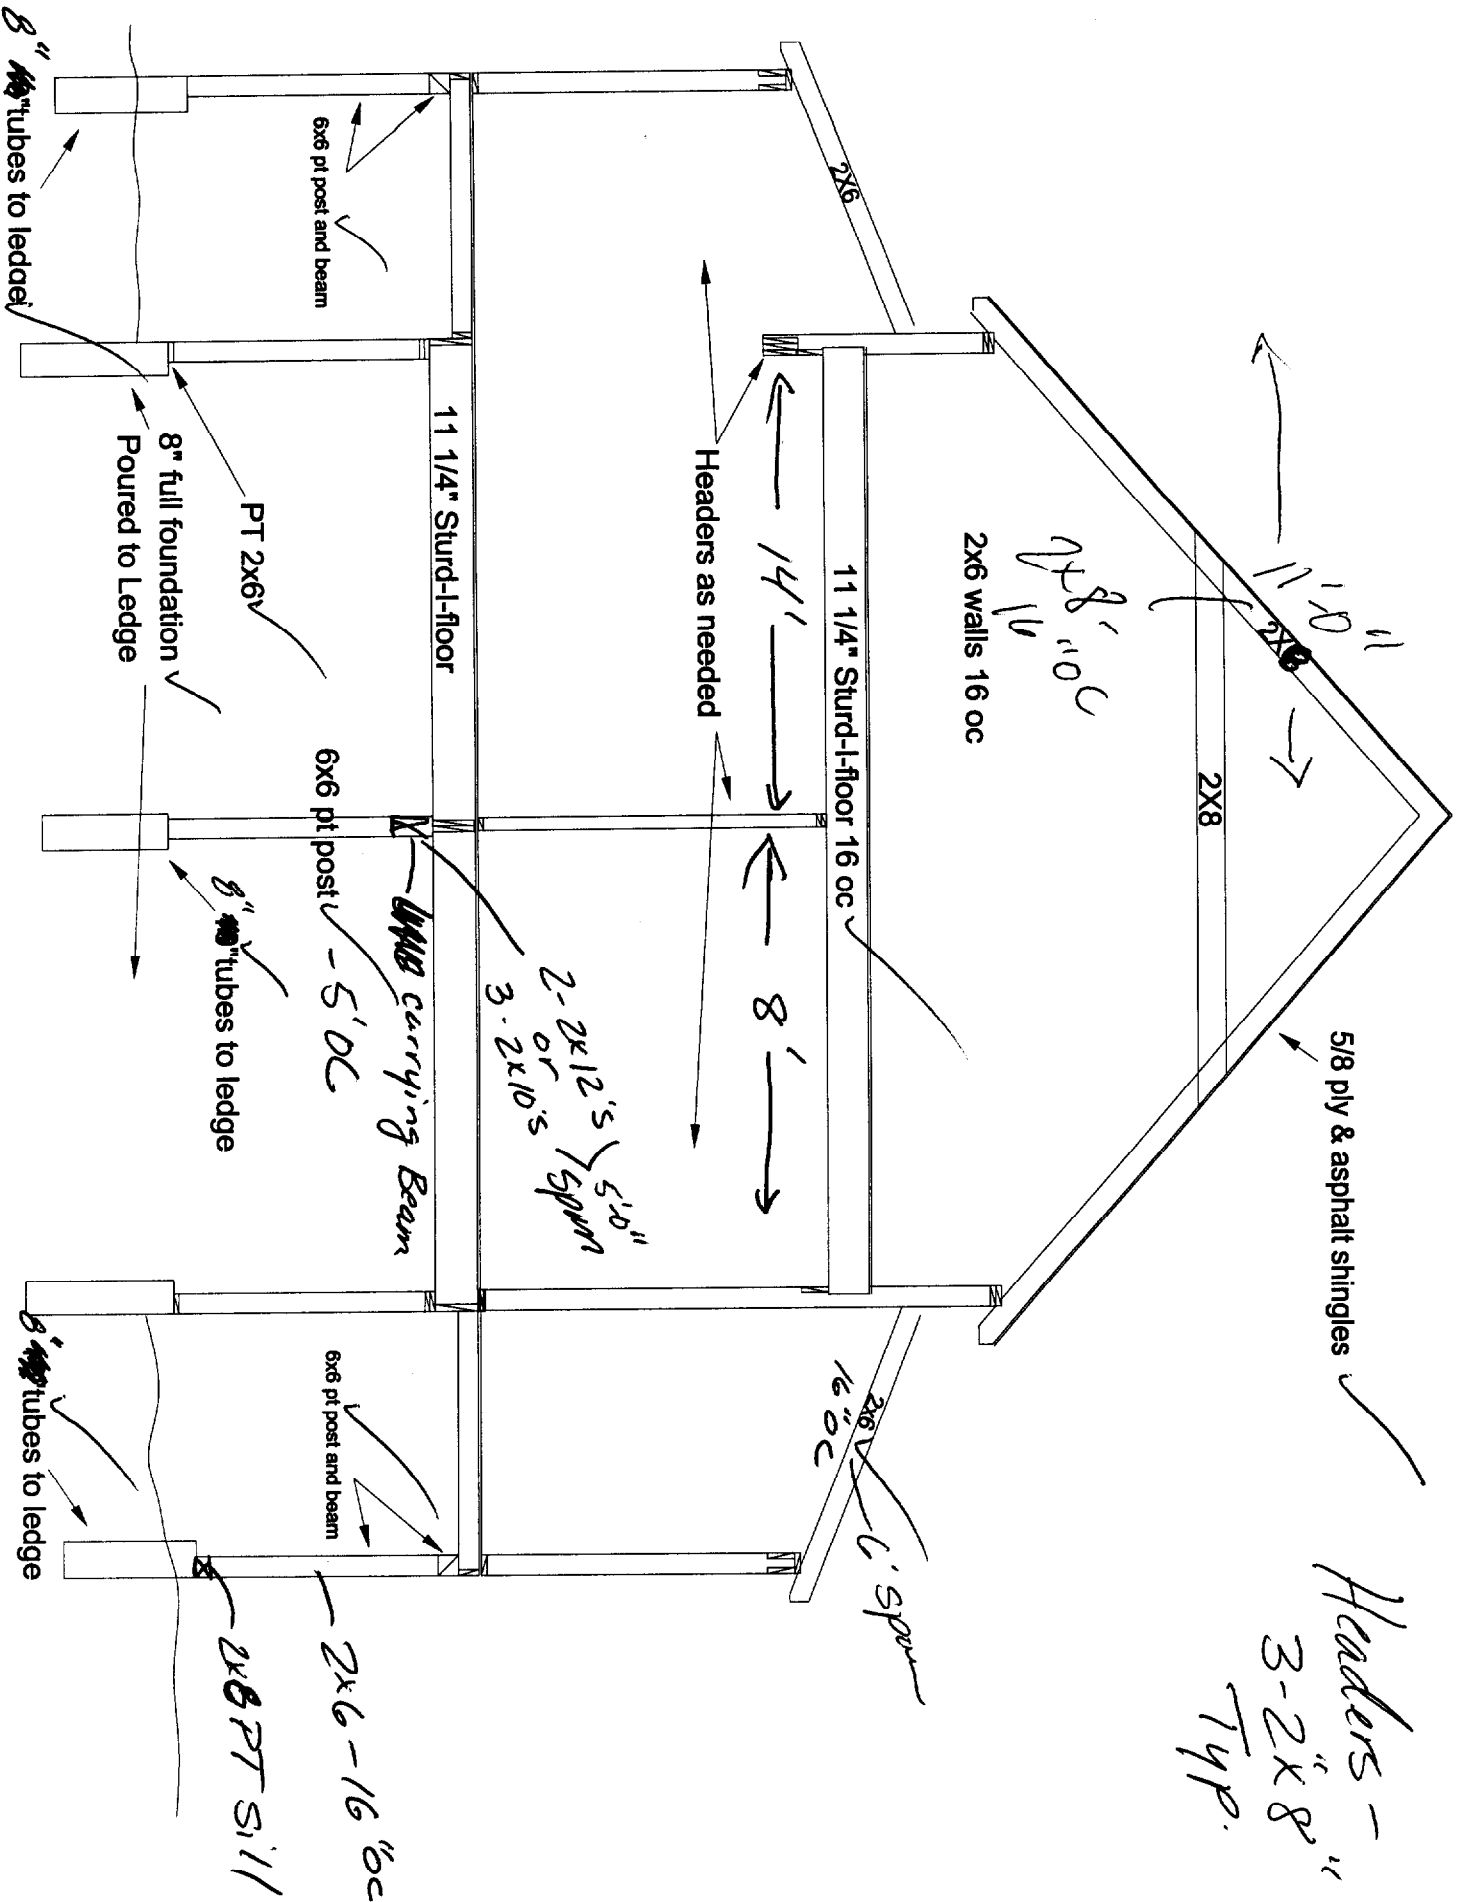 Headers -
3-2"x8"
Typ.
5/8 ply & asphalt shingles
11'-0"
2X8
2X8
2x8'
16 "OC
2x6 walls 16 oc
2X6
2x6
16 "OC
6' span
11 1/4" Sturd-I-floor 16 oc
14'
8'
Headers as needed
2-2x12's
or
3-2x10's
5'-0"
span
11 1/4" Sturd-I-floor
carrying Beam
6x6 pt post and beam
6x6 pt post - 5'OC
6x6 pt post and beam
2x6 - 16 "OC
PT 2x6
8" tubes to ledge
2x8 PT Sill
8" full foundation
Poured to Ledge
8" tubes to ledge
8" tubes to ledge